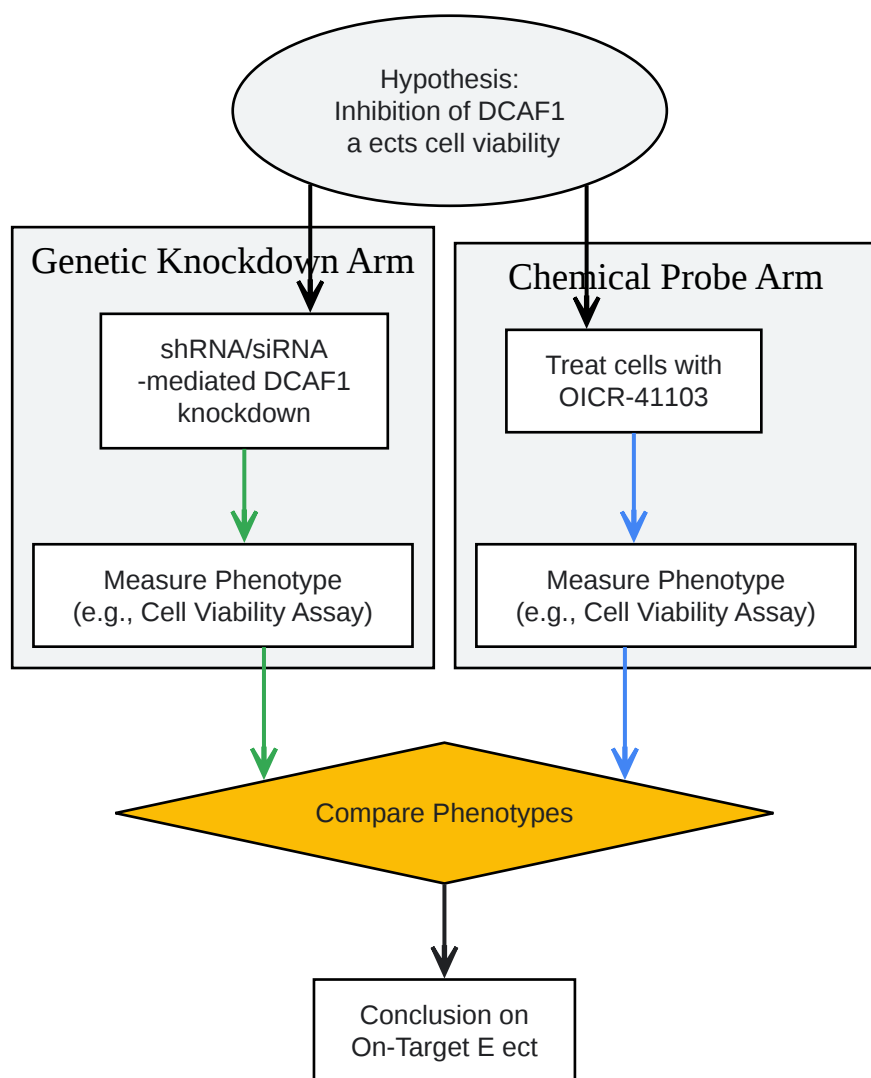 Hypothesis:
Inhibition of DCAF1
a ects cell viability
Genetic Knockdown Arm
shRNA/siRNA
-mediated DCAF1
knockdown
Measure Phenotype
(e.g., Cell Viability Assay)
Chemical Probe Arm
Treat cells with
OICR-41103
Measure Phenotype
(e.g., Cell Viability Assay)
Compare Phenotypes
Conclusion on
On-Target E ect